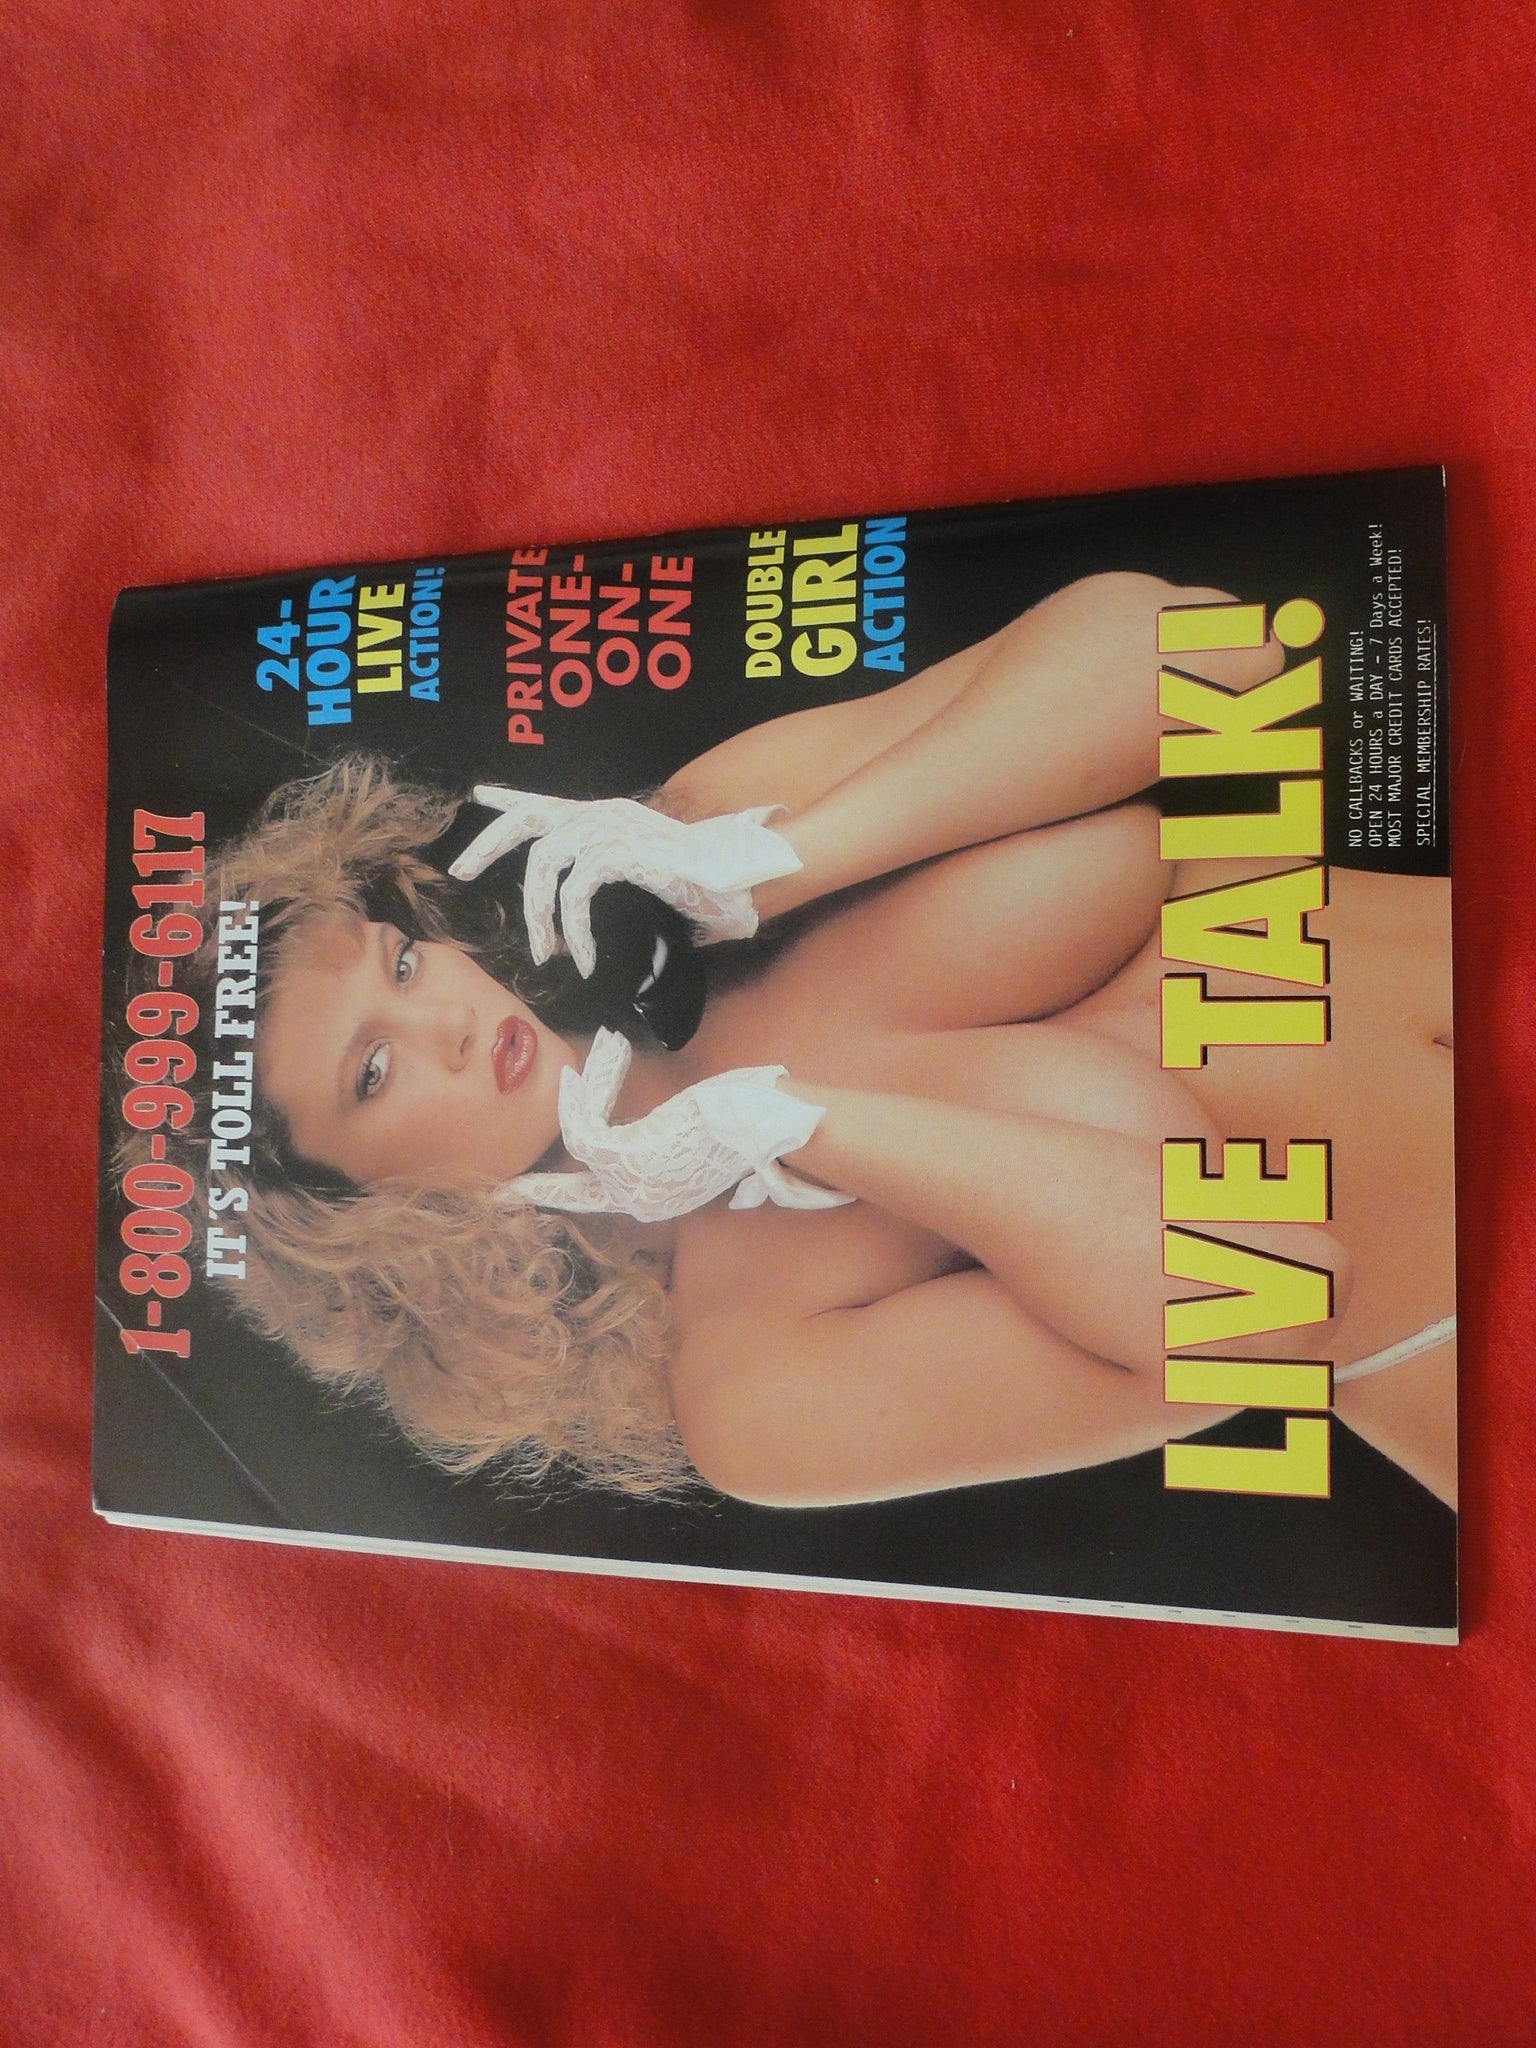 1-800-999-6117
IT'S TOLL FREE!
24-
HOUR
LIVE
ACTION!
PRIVATE
ONE-
ON-
ONE
DOUBLE
GIRL
ACTION
LIVE TALK!
NO CALLBACKS or WAITING!
OPEN 24 HOURS a DAY - 7 Days a Week!
MOST MAJOR CREDIT CARDS ACCEPTED!
SPECIAL MEMBERSHIP RATES!